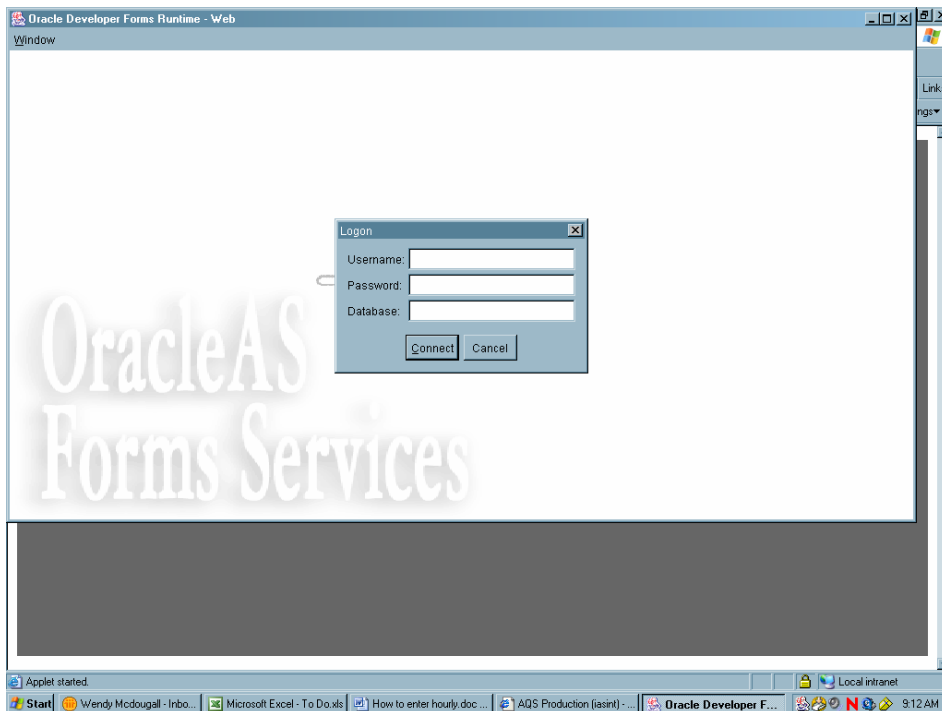 Oracle Developer Forms Runtime - Web
Window
Link
ngs
Logon
Username:
Password:
Database:
Connect Cancel
OracleAS
Forms Services
Applet started.
Local intranet
Start Wendy Mcdougall - Inbo... Microsoft Excel - To Do.xls How to enter hourly.doc ... AQS Production (iasint) - ... Oracle Developer F... N 9:12 AM